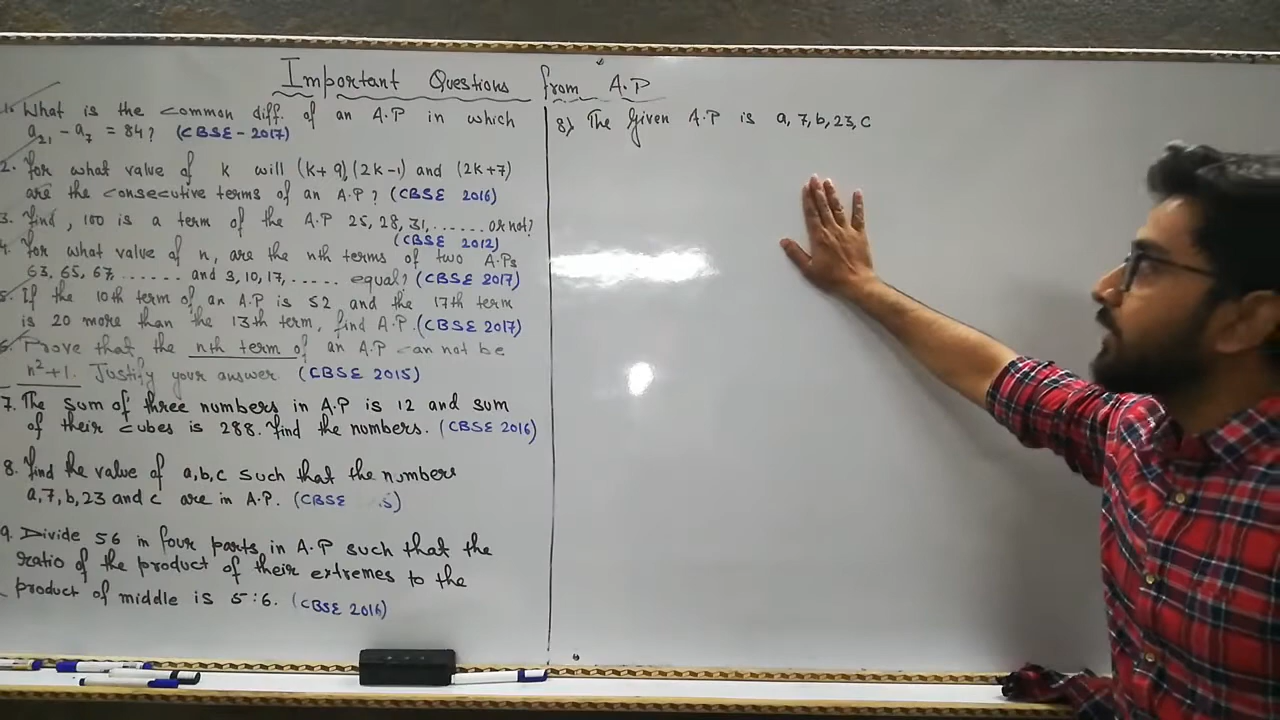 Important Questions from A.P
1. What is the common diff. of an A.P in which
a₂₁ - a₇ = 84? (CBSE - 2017)
2. For what value of k will (k+9), (2k-1) and (2k+7)
are the consecutive terms of an A.P? (CBSE 2016)
3. Find, 100 is a term of the A.P 25, 28, 31, ...... or not?
(CBSE 2012)
4. For what value of n, are the nth terms of two A.Ps
63, 65, 67, ...... and 3, 10, 17, ...... equal? (CBSE 2017)
5. If the 10th term of an A.P is 52 and the 17th term
is 20 more than the 13th term, find A.P. (CBSE 2017)
6. Prove that the nth term of an A.P can not be
n²+1. Justify your answer (CBSE 2015)
7. The sum of three numbers in A.P is 12 and sum
of their cubes is 288. Find the numbers. (CBSE 2016)
8. Find the value of a, b, c such that the numbers
a, 7, b, 23 and c are in A.P. (CBSE 5)
9. Divide 56 in four parts in A.P such that the
ratio of the product of their extremes to the
product of middle is 5:6. (CBSE 2016)
8) The Given A.P is a, 7, b, 23, c